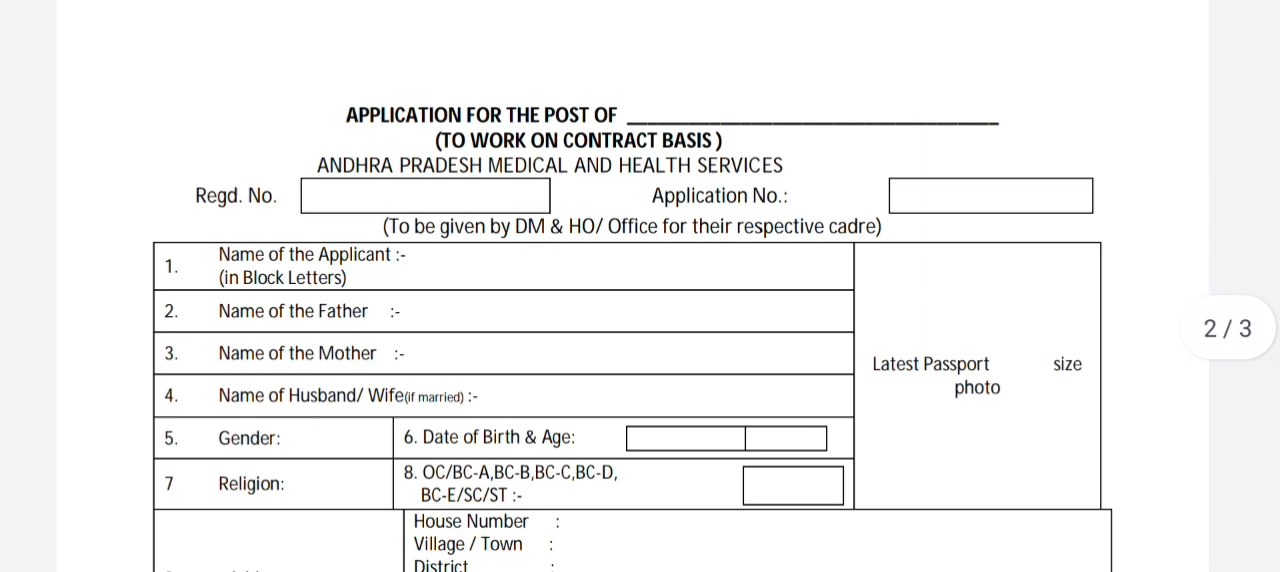 APPLICATION FOR THE POST OF ___________________________________
(TO WORK ON CONTRACT BASIS )
ANDHRA PRADESH MEDICAL AND HEALTH SERVICES
Regd. No. Application No.:
(To be given by DM & HO/ Office for their respective cadre)
1. Name of the Applicant :-
(in Block Letters)
2. Name of the Father :-
3. Name of the Mother :-
Latest Passport size
photo
4. Name of Husband/ Wife(if married) :-
5. Gender: 6. Date of Birth & Age:
7 Religion: 8. OC/BC-A,BC-B,BC-C,BC-D,
BC-E/SC/ST :-
House Number :
Village / Town :
District :
2 / 3